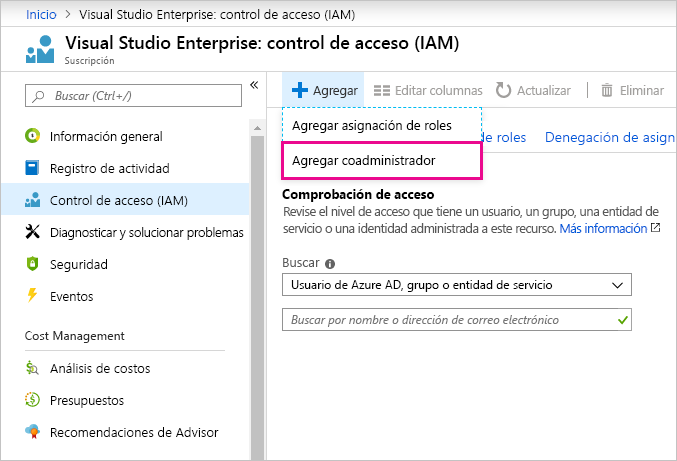 Inicio > Visual Studio Enterprise: control de acceso (IAM)
Visual Studio Enterprise: control de acceso (IAM)
Suscripción
Buscar (Ctrl+/)
«
Información general
Registro de actividad
Control de acceso (IAM)
Diagnosticar y solucionar problemas
Seguridad
Eventos
Cost Management
Análisis de costos
Presupuestos
Recomendaciones de Advisor
Agregar
Editar columnas
Actualizar
Eliminar
Agregar asignación de roles
Agregar coadministrador
de roles
Denegación de asign
Comprobación de acceso
Revise el nivel de acceso que tiene un usuario, un grupo, una entidad de
servicio o una identidad administrada a este recurso. Más información
Buscar
Usuario de Azure AD, grupo o entidad de servicio
Buscar por nombre o dirección de correo electrónico